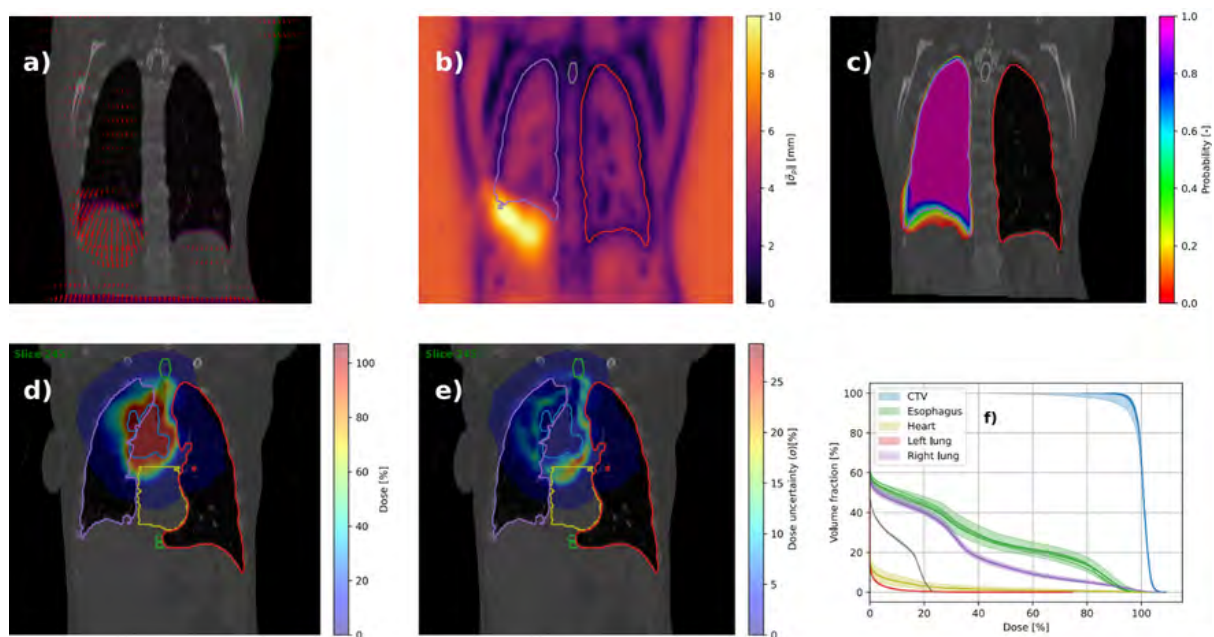 a)
b)
10
8
6
4
2
0
‖σ⃗ₚ‖ [mm]
c)
1.0
0.8
0.6
0.4
0.2
0.0
Probability [-]
d)
100
80
60
40
20
0
Dose [%]
e)
25
20
15
10
5
0
Dose uncertainty (σ)[%]
f)
CTV
Esophagus
Heart
Left lung
Right lung
100
80
60
40
20
0
Volume fraction [%]
0 20 40 60 80 100
Dose [%]